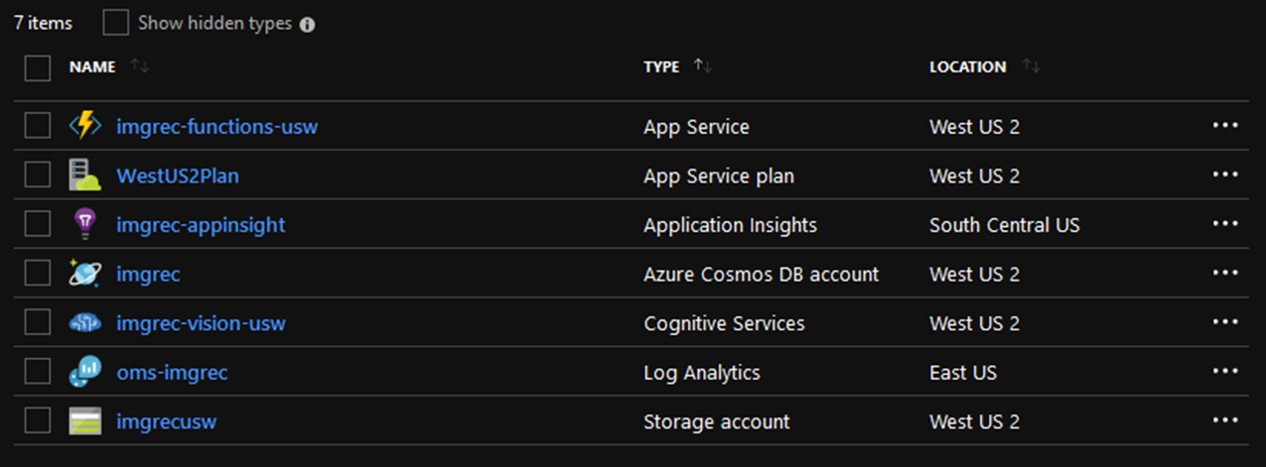 7 items Show hidden types
NAME TYPE LOCATION
imgrec-functions-usw App Service West US 2
WestUS2Plan App Service plan West US 2
imgrec-appinsight Application Insights South Central US
imgrec Azure Cosmos DB account West US 2
imgrec-vision-usw Cognitive Services West US 2
oms-imgrec Log Analytics East US
imgrecusw Storage account West US 2